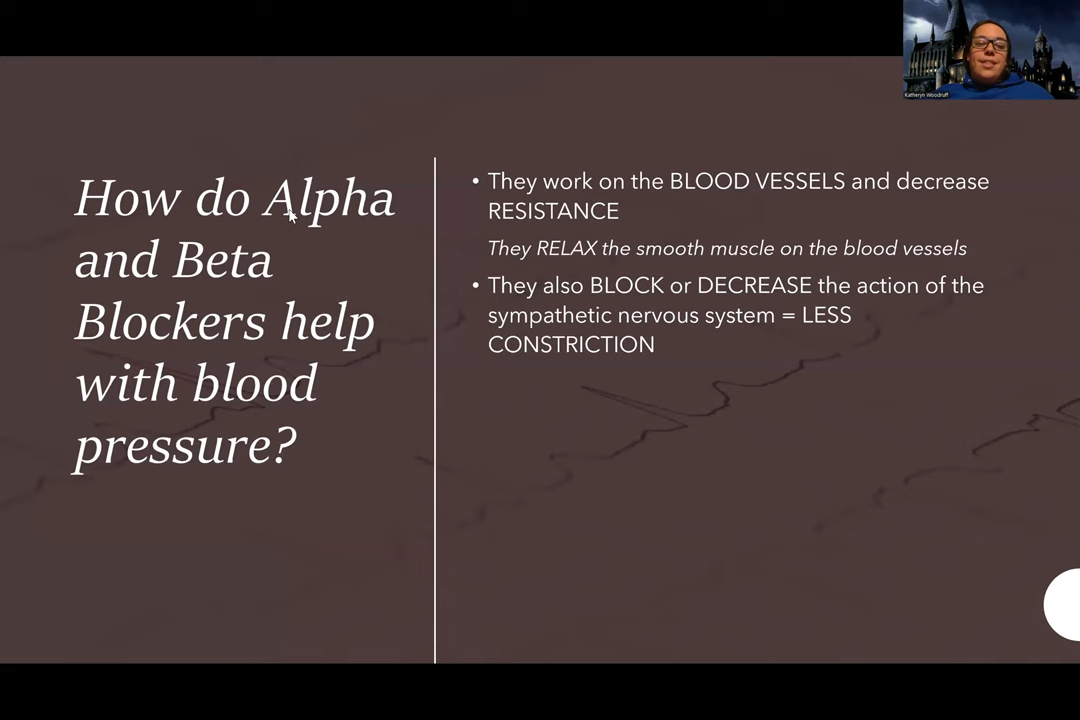 Katheryn Woodruff
How do Alpha
and Beta
Blockers help
with blood
pressure?
• They work on the BLOOD VESSELS and decrease
RESISTANCE
They RELAX the smooth muscle on the blood vessels
• They also BLOCK or DECREASE the action of the
sympathetic nervous system = LESS
CONSTRICTION